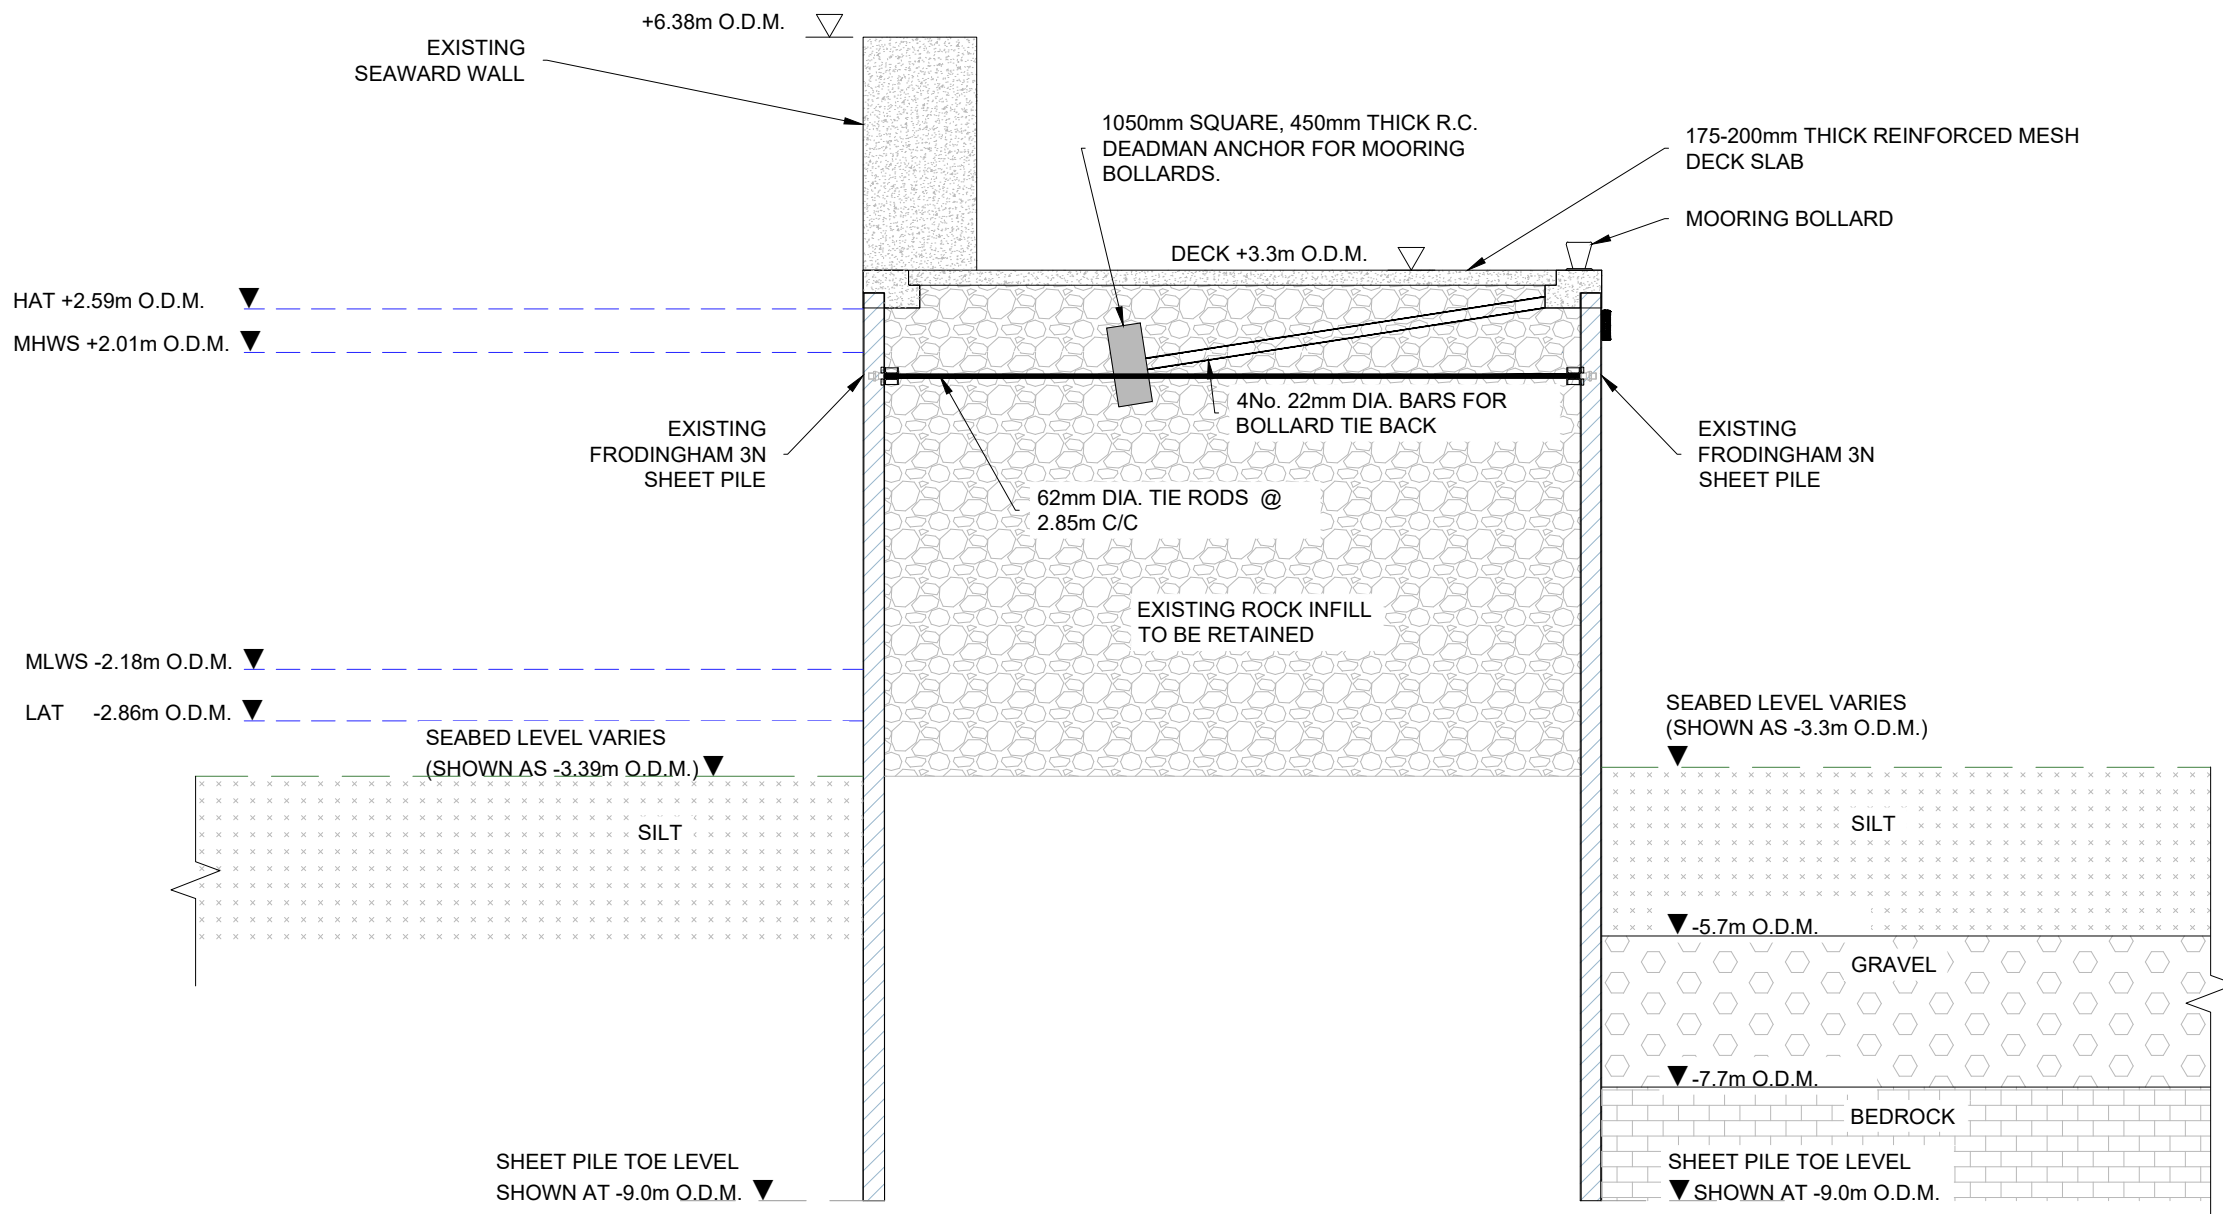 +6.38m O.D.M.
EXISTING
SEAWARD WALL
1050mm SQUARE, 450mm THICK R.C.
DEADMAN ANCHOR FOR MOORING
BOLLARDS.
175-200mm THICK REINFORCED MESH
DECK SLAB
MOORING BOLLARD
DECK +3.3m O.D.M.
HAT +2.59m O.D.M.
MHWS +2.01m O.D.M.
4No. 22mm DIA. BARS FOR
BOLLARD TIE BACK
EXISTING
FRODINGHAM 3N
SHEET PILE
EXISTING
FRODINGHAM 3N
SHEET PILE
62mm DIA. TIE RODS @
2.85m C/C
EXISTING ROCK INFILL
TO BE RETAINED
MLWS -2.18m O.D.M.
LAT -2.86m O.D.M.
SEABED LEVEL VARIES
(SHOWN AS -3.39m O.D.M.)
SEABED LEVEL VARIES
(SHOWN AS -3.3m O.D.M.)
SILT
SILT
-5.7m O.D.M.
GRAVEL
-7.7m O.D.M.
BEDROCK
SHEET PILE TOE LEVEL
SHOWN AT -9.0m O.D.M.
SHEET PILE TOE LEVEL
SHOWN AT -9.0m O.D.M.